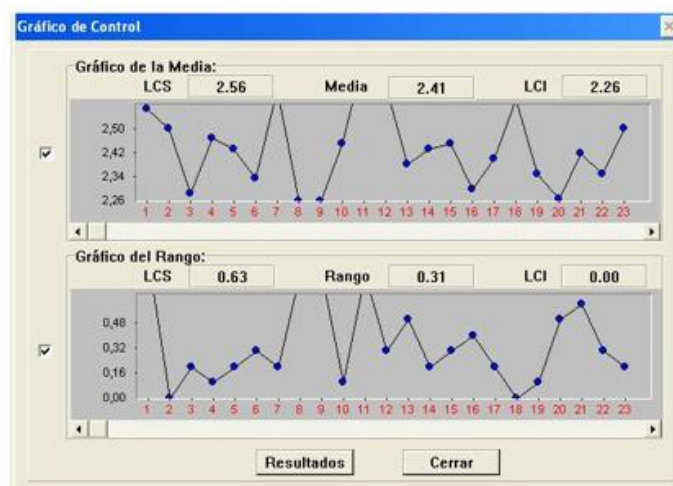 Gráfico de Control
Gráfico de la Media:
LCS 2.56 Media 2.41 LCI 2.26
2,50
2,42
2,34
2,26
1 2 3 4 5 6 7 8 9 10 11 12 13 14 15 16 17 18 19 20 21 22 23
Gráfico del Rango:
LCS 0.63 Rango 0.31 LCI 0.00
0,48
0,32
0,16
0,00
1 2 3 4 5 6 7 8 9 10 11 12 13 14 15 16 17 18 19 20 21 22 23
Resultados Cerrar